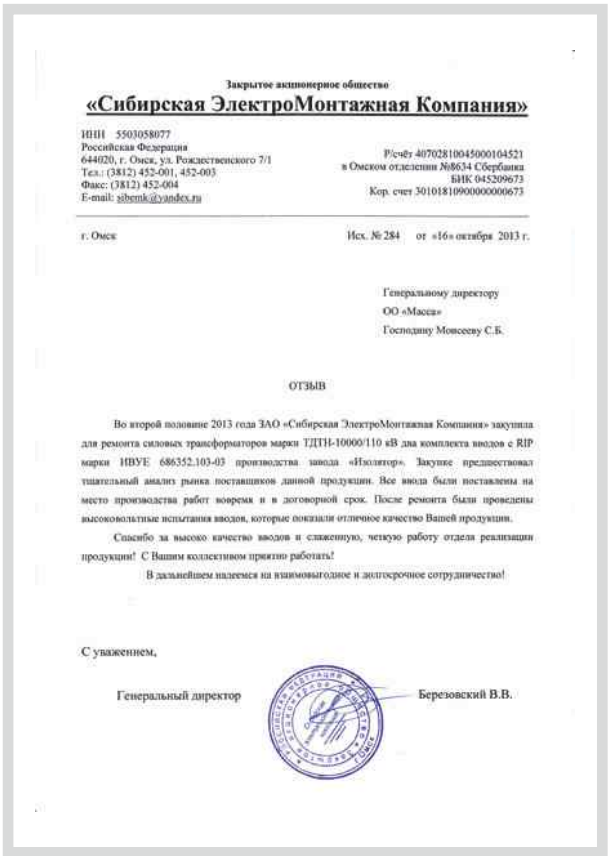 Закрытое акционерное общество
«Сибирская ЭлектроМонтажная Компания»
ИНН 5503058077
Российская Федерация
644020, г. Омск, ул. Рождественского 7/1
Тел.: (3812) 452-001, 452-003
Факс: (3812) 452-004
E-mail: sibemk@yandex.ru
Р/счёт 40702810045000104521
в Омском отделении №8634 Сбербанка
БИК 045209673
Кор. счет 30101810900000000673
г. Омск
Исх. № 284 от «16» октября 2013 г.
Генеральному директору
ОО «Масса»
Господину Моисееву С.Б.
ОТЗЫВ
Во второй половине 2013 года ЗАО «Сибирская ЭлектроМонтажная Компания» закупила
для ремонта силовых трансформаторов марки ТДТН-10000/110 кВ два комплекта вводов с RIP
марки ИВУЕ 686352.103-03 производства завода «Изолятор». Закупке предшествовал
тщательный анализ рынка поставщиков данной продукции. Все ввода были поставлены на
место производства работ вовремя и в договорной срок. После ремонта были проведены
высоковольтные испытания вводов, которые показали отличное качество Вашей продукции.
Спасибо за высоко качество вводов и слаженную, четкую работу отдела реализации
продукции! С Вашим коллективом приятно работать!
В дальнейшем надеемся на взаимовыгодное и долгосрочное сотрудничество!
С уважением,
Генеральный директор
Березовский В.В.
РОССИЙСКАЯ ФЕДЕРАЦИЯ
г.Омск